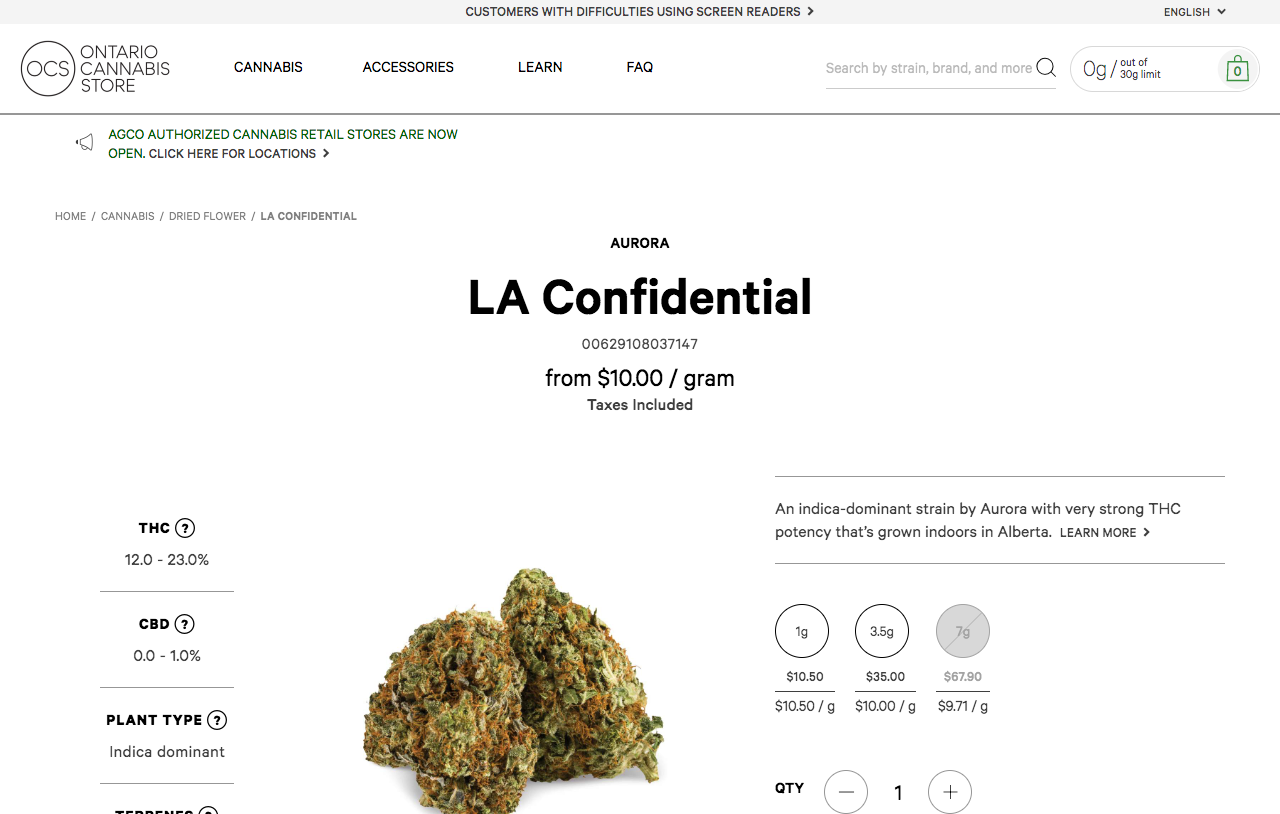 CUSTOMERS WITH DIFFICULTIES USING SCREEN READERS
ENGLISH
OCS
ONTARIO
CANNABIS
STORE
CANNABIS
ACCESSORIES
LEARN
FAQ
Search by strain, brand, and more
0g / out of
30g limit
0
AGCO AUTHORIZED CANNABIS RETAIL STORES ARE NOW
OPEN. CLICK HERE FOR LOCATIONS
HOME / CANNABIS / DRIED FLOWER / LA CONFIDENTIAL
AURORA
LA Confidential
00629108037147
from $10.00 / gram
Taxes Included
THC ?
12.0 - 23.0%
CBD ?
0.0 - 1.0%
PLANT TYPE ?
Indica dominant
TERPENES ?
An indica-dominant strain by Aurora with very strong THC
potency that’s grown indoors in Alberta. LEARN MORE
1g 3.5g 7g
$10.50 $35.00 $67.90
$10.50 / g $10.00 / g $9.71 / g
QTY — 1 +